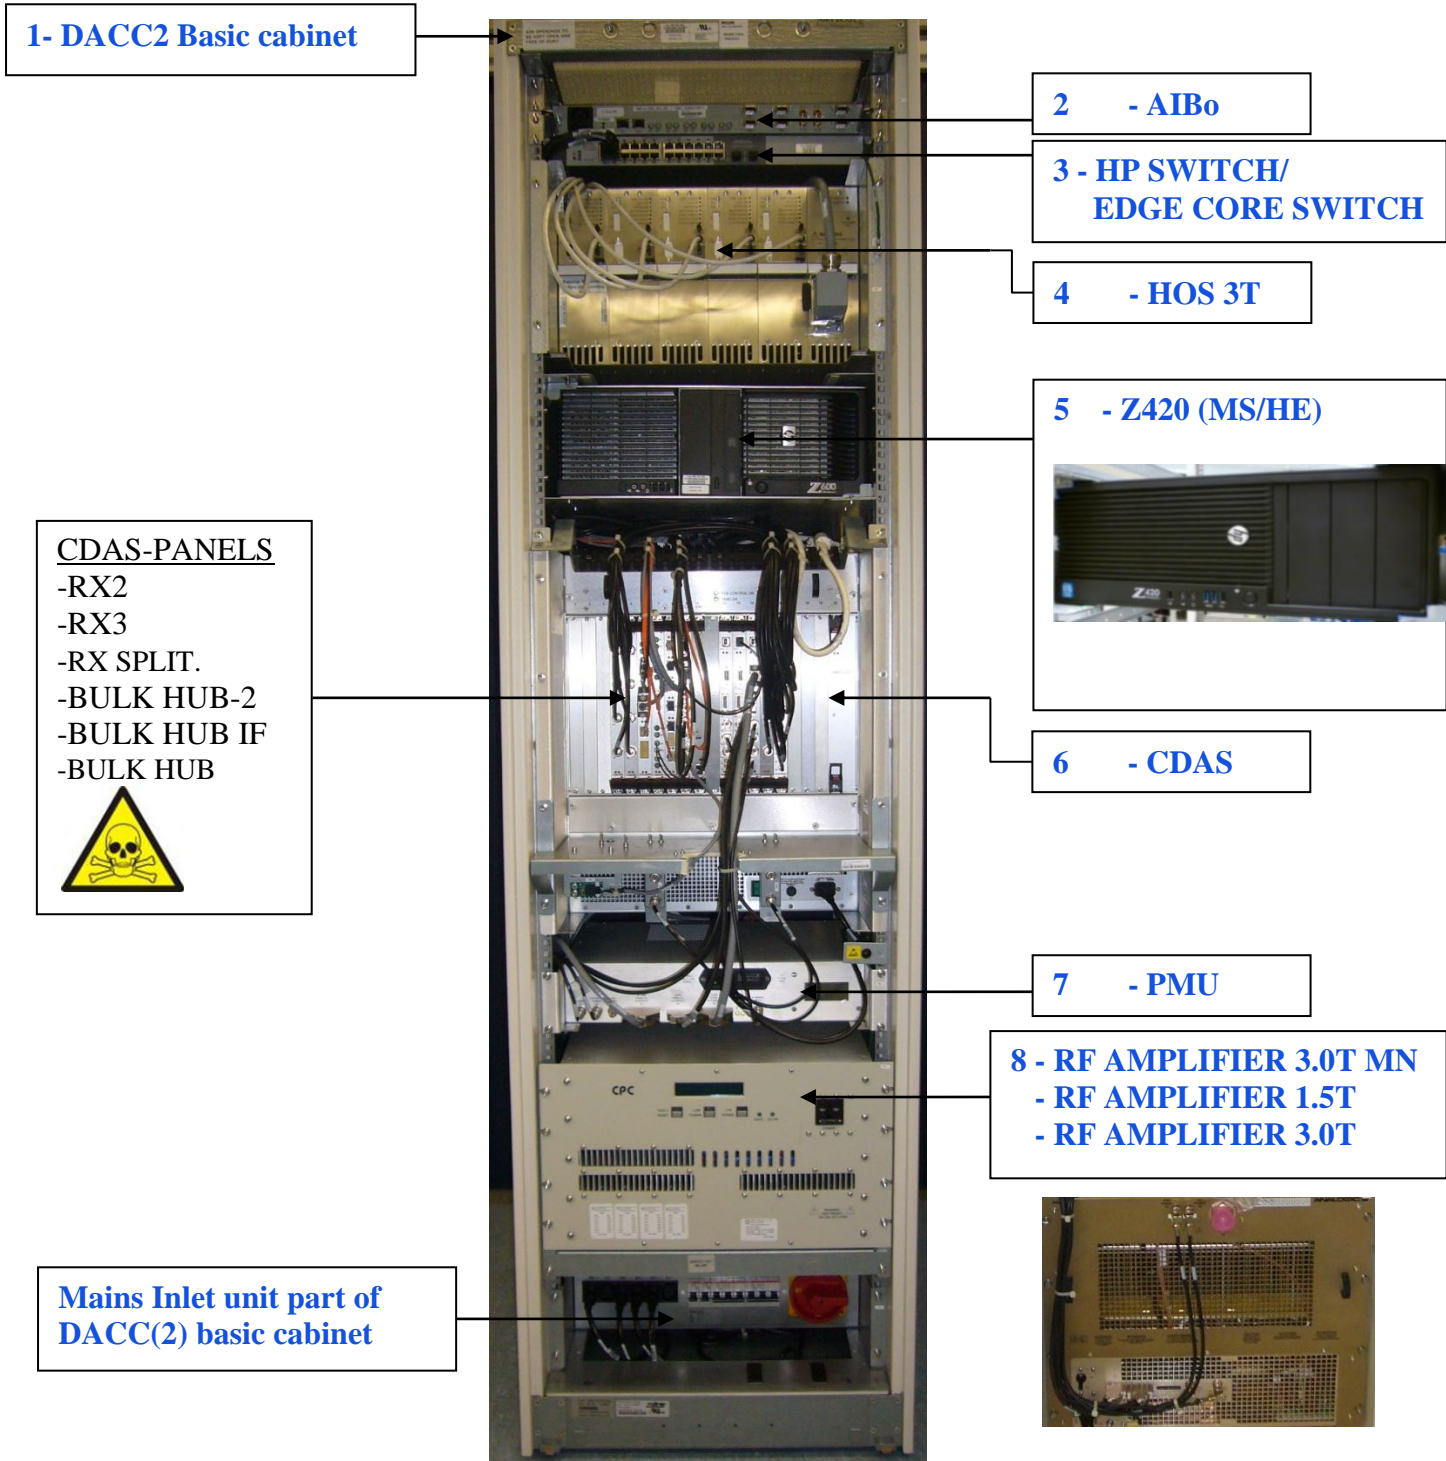 1- DACC2 Basic cabinet
2 - AIBo
3 - HP SWITCH/
EDGE CORE SWITCH
4 - HOS 3T
5 - Z420 (MS/HE)
Z420
Z600
CDAS-PANELS
-RX2
-RX3
-RX SPLIT.
-BULK HUB-2
-BULK HUB IF
-BULK HUB
6 - CDAS
7 - PMU
8 - RF AMPLIFIER 3.0T MN
- RF AMPLIFIER 1.5T
- RF AMPLIFIER 3.0T
CPC
Mains Inlet unit part of
DACC(2) basic cabinet